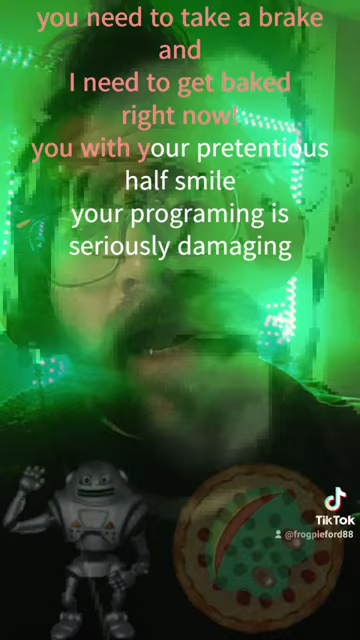 you need to take a brake
and
I need to get baked
right now!
you with your pretentious
half smile
your programing is
seriously damaging
TikTok
@frogpieford88